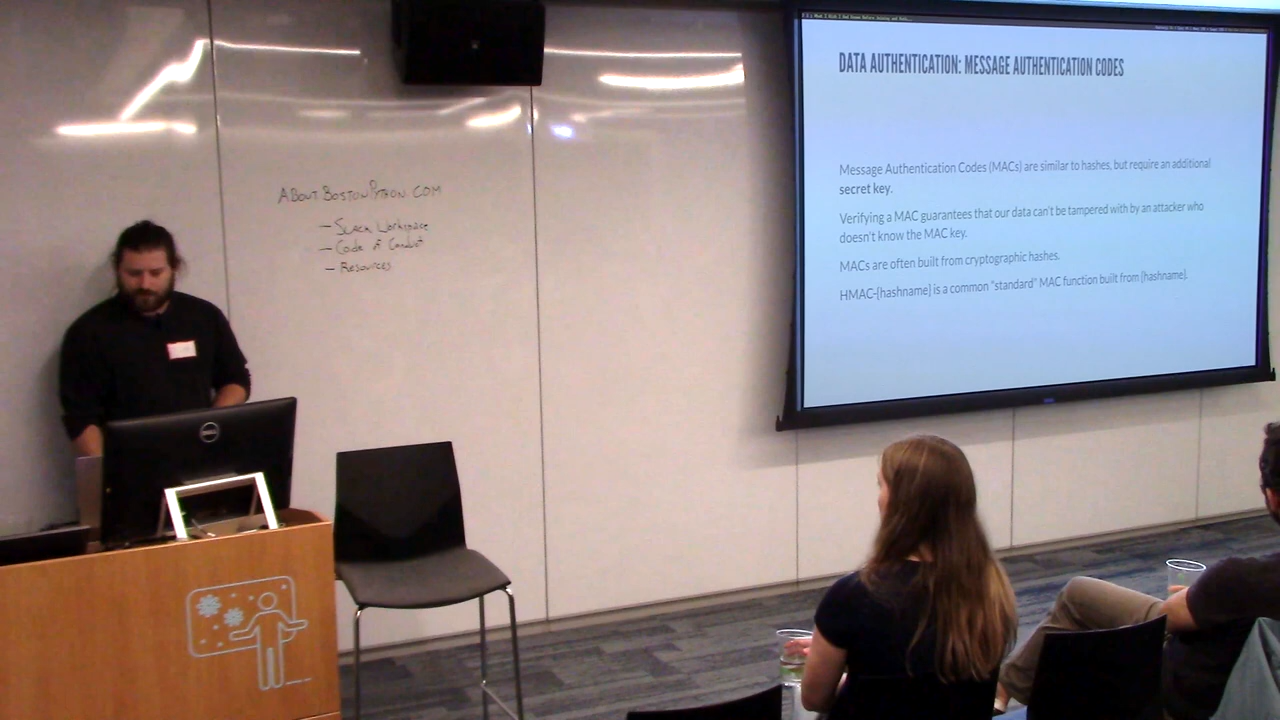 ABOUT BOSTONPYTHON.COM
- Slack Workspace
- Code of Conduct
- Resources
DATA AUTHENTICATION: MESSAGE AUTHENTICATION CODES
Message Authentication Codes (MACs) are similar to hashes, but require an additional
secret key.
Verifying a MAC guarantees that our data can't be tampered with by an attacker who
doesn't know the MAC key.
MACs are often built from cryptographic hashes.
HMAC-{hashname} is a common "standard" MAC function built from {hashname}.
DELL